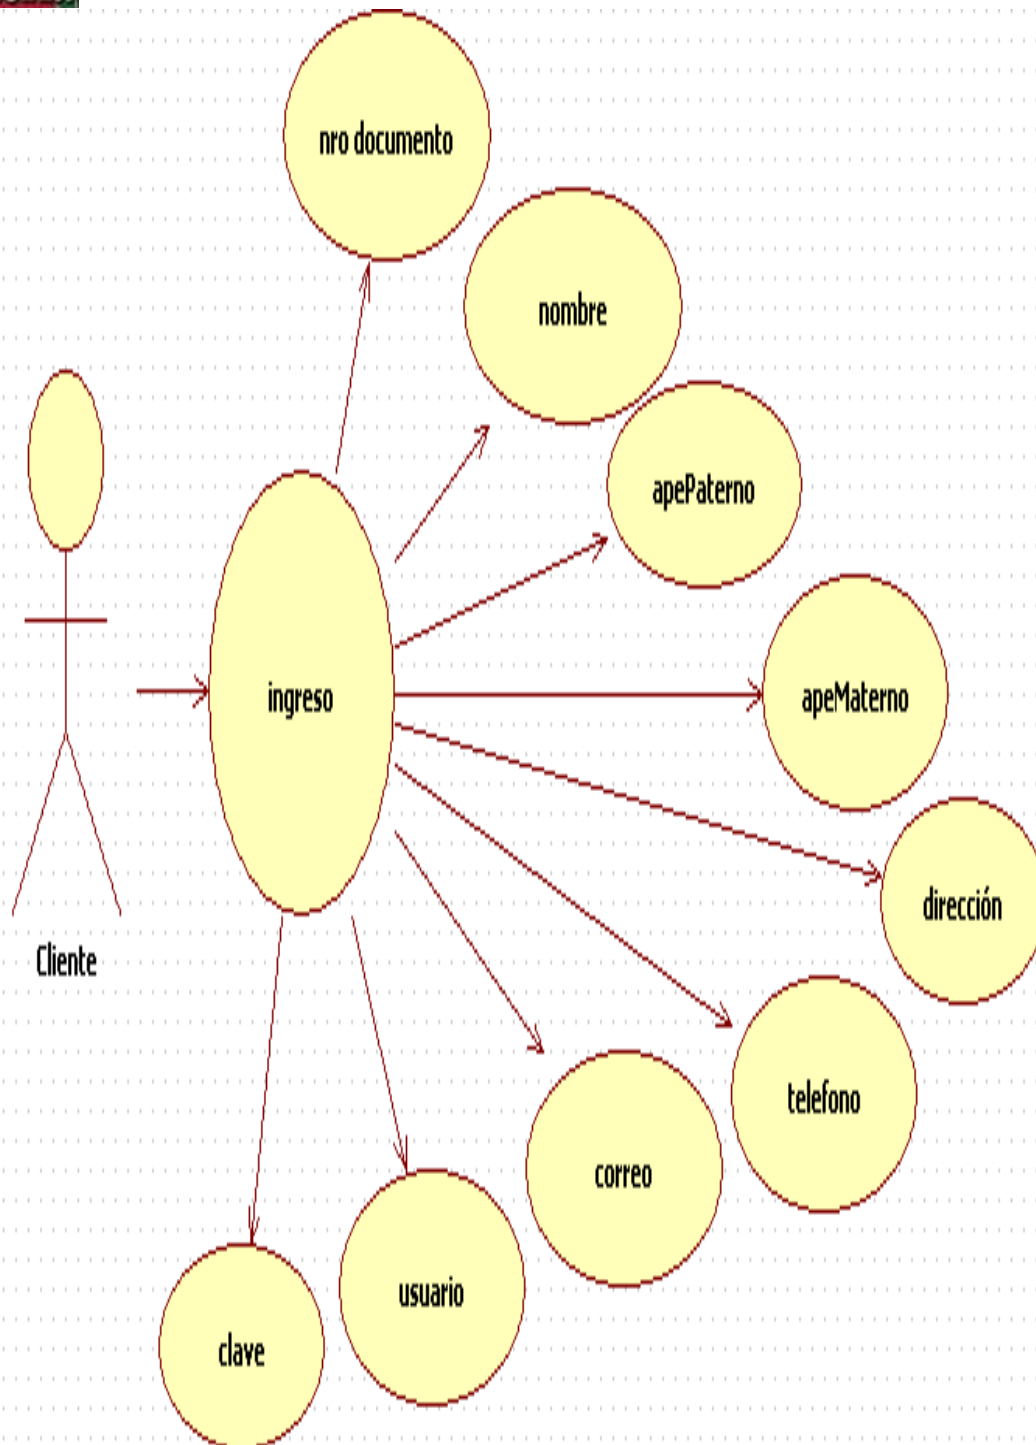 nro documento
nombre
apePaterno
ingreso
apeMaterno
dirección
Cliente
telefono
correo
usuario
clave